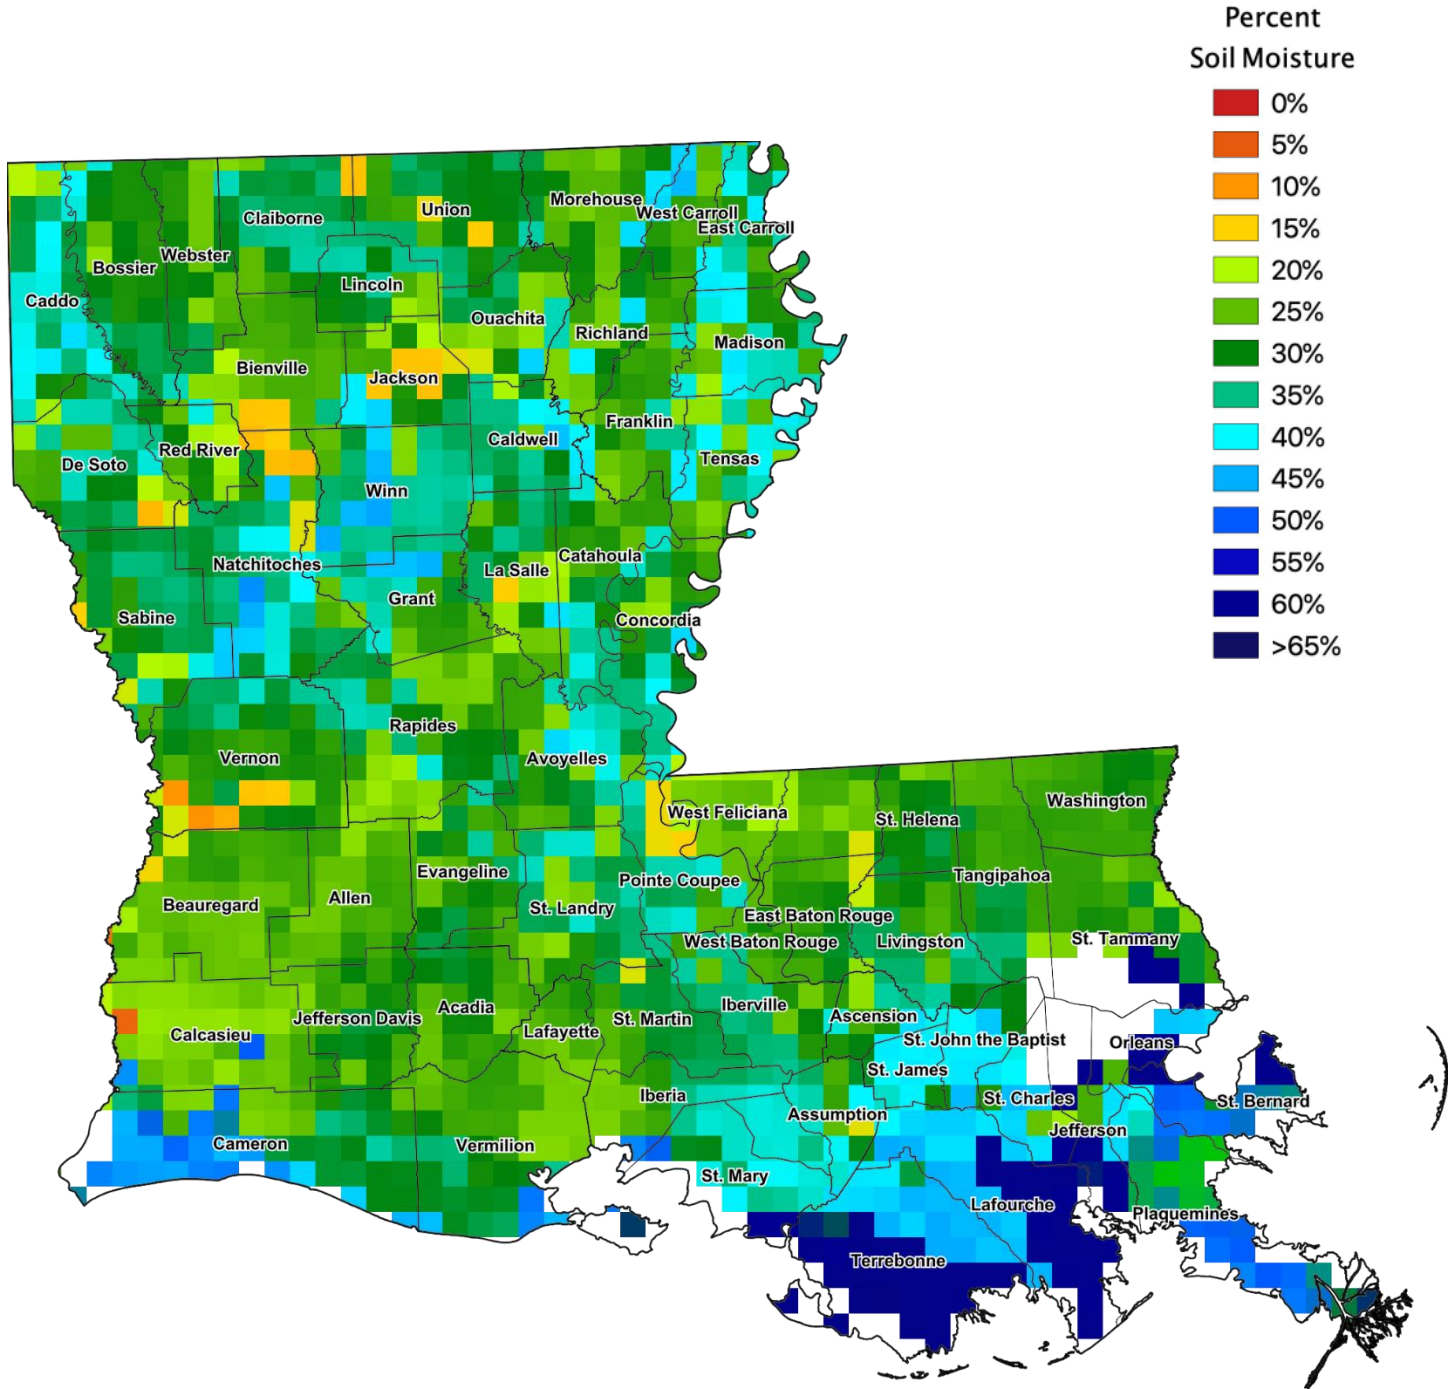 Percent
Soil Moisture
0%
5%
10%
15%
20%
25%
30%
35%
40%
45%
50%
55%
60%
>65%
Morehouse
Union
West Carroll
Claiborne
East Carroll
Webster
Bossier
Lincoln
Caddo
Ouachita
Richland
Madison
Bienville
Jackson
Franklin
Caldwell
Red River
Tensas
De Soto
Winn
Catahoula
Natchitoches
La Salle
Grant
Sabine
Concordia
Rapides
Vernon
Avoyelles
Washington
West Feliciana
St. Helena
Evangeline
Tangipahoa
Pointe Coupee
Allen
Beauregard
St. Landry
East Baton Rouge
St. Tammany
West Baton Rouge
Livingston
Iberville
Acadia
Ascension
Jefferson Davis
St. Martin
Lafayette
Calcasieu
St. John the Baptist
Orleans
St. James
Iberia
St. Charles
St. Bernard
Assumption
Jefferson
Cameron
Vermilion
St. Mary
Lafourche
Plaquemines
Terrebonne